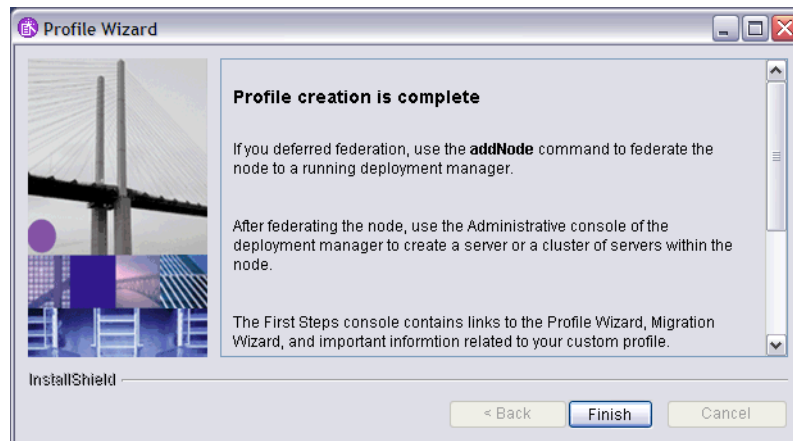 Profile Wizard
Profile creation is complete
If you deferred federation, use the addNode command to federate the
node to a running deployment manager.
After federating the node, use the Administrative console of the
deployment manager to create a server or a cluster of servers within the
node.
The First Steps console contains links to the Profile Wizard, Migration
Wizard, and important informtion related to your custom profile.
InstallShield
< Back
Finish
Cancel